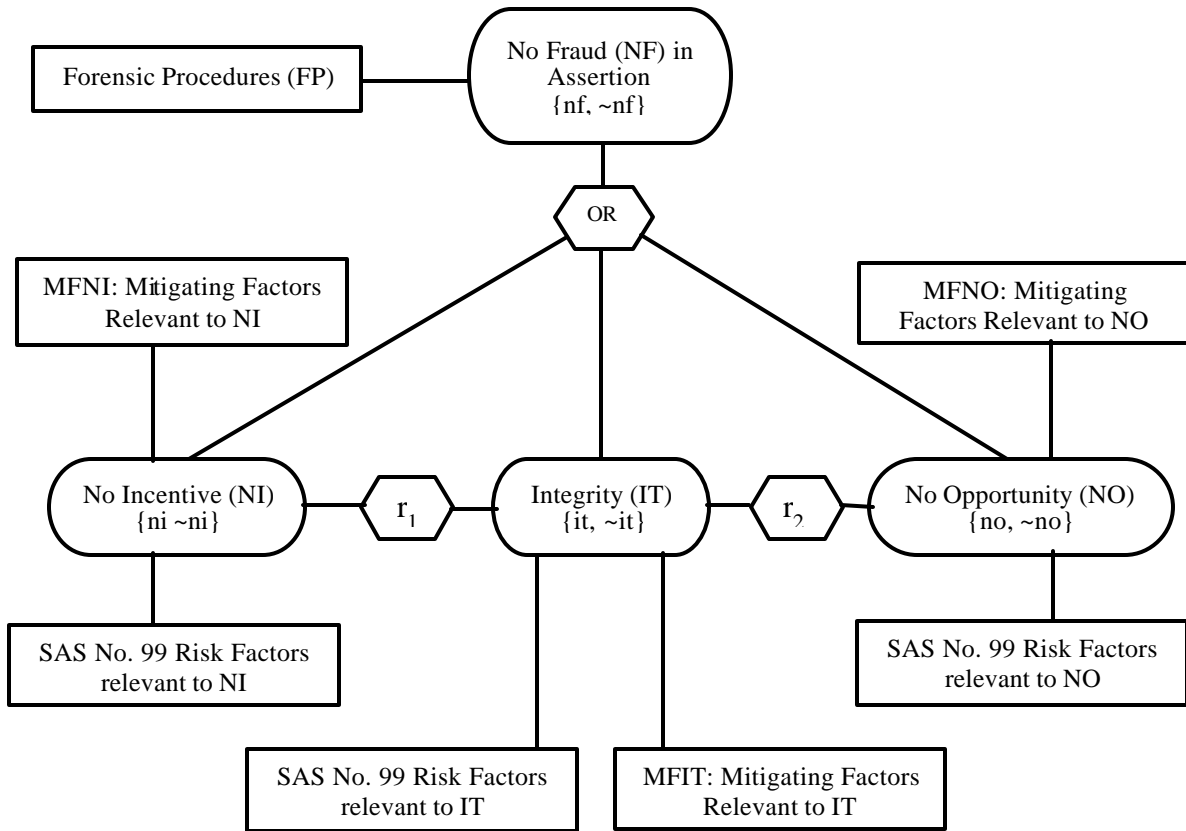 No Fraud (NF) in
Assertion
{nf, ~nf}
Forensic Procedures (FP)
OR
MFNI: Mitigating Factors
Relevant to NI
MFNO: Mitigating
Factors Relevant to NO
No Incentive (NI)
{ni ~ni}
r₁
Integrity (IT)
{it, ~it}
r₂
No Opportunity (NO)
{no, ~no}
SAS No. 99 Risk Factors
relevant to NI
SAS No. 99 Risk Factors
relevant to NO
SAS No. 99 Risk Factors
relevant to IT
MFIT: Mitigating Factors
Relevant to IT